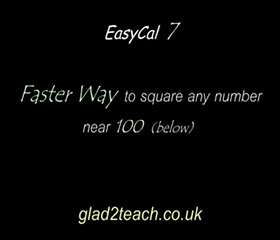 EasyCal 7
Faster Way to square any number
near 100 (below)
glad2teach.co.uk